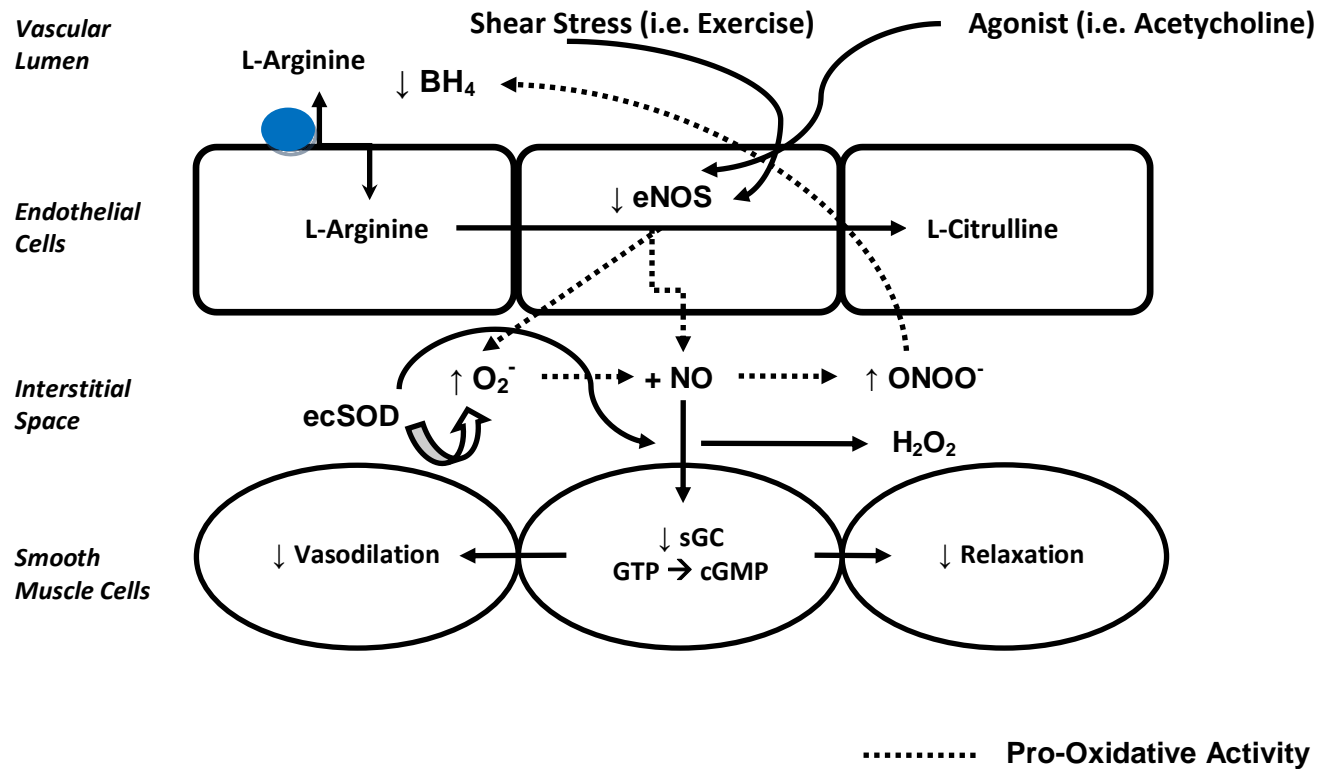 Vascular
Lumen
Shear Stress (i.e. Exercise)
Agonist (i.e. Acetycholine)
L-Arginine
↓ BH₄
Endothelial
Cells
↓ eNOS
L-Arginine
L-Citrulline
Interstitial
Space
↑ O₂⁻
+ NO
↑ ONOO⁻
ecSOD
H₂O₂
Smooth
Muscle Cells
↓ Vasodilation
↓ sGC
GTP → cGMP
↓ Relaxation
Pro-Oxidative Activity